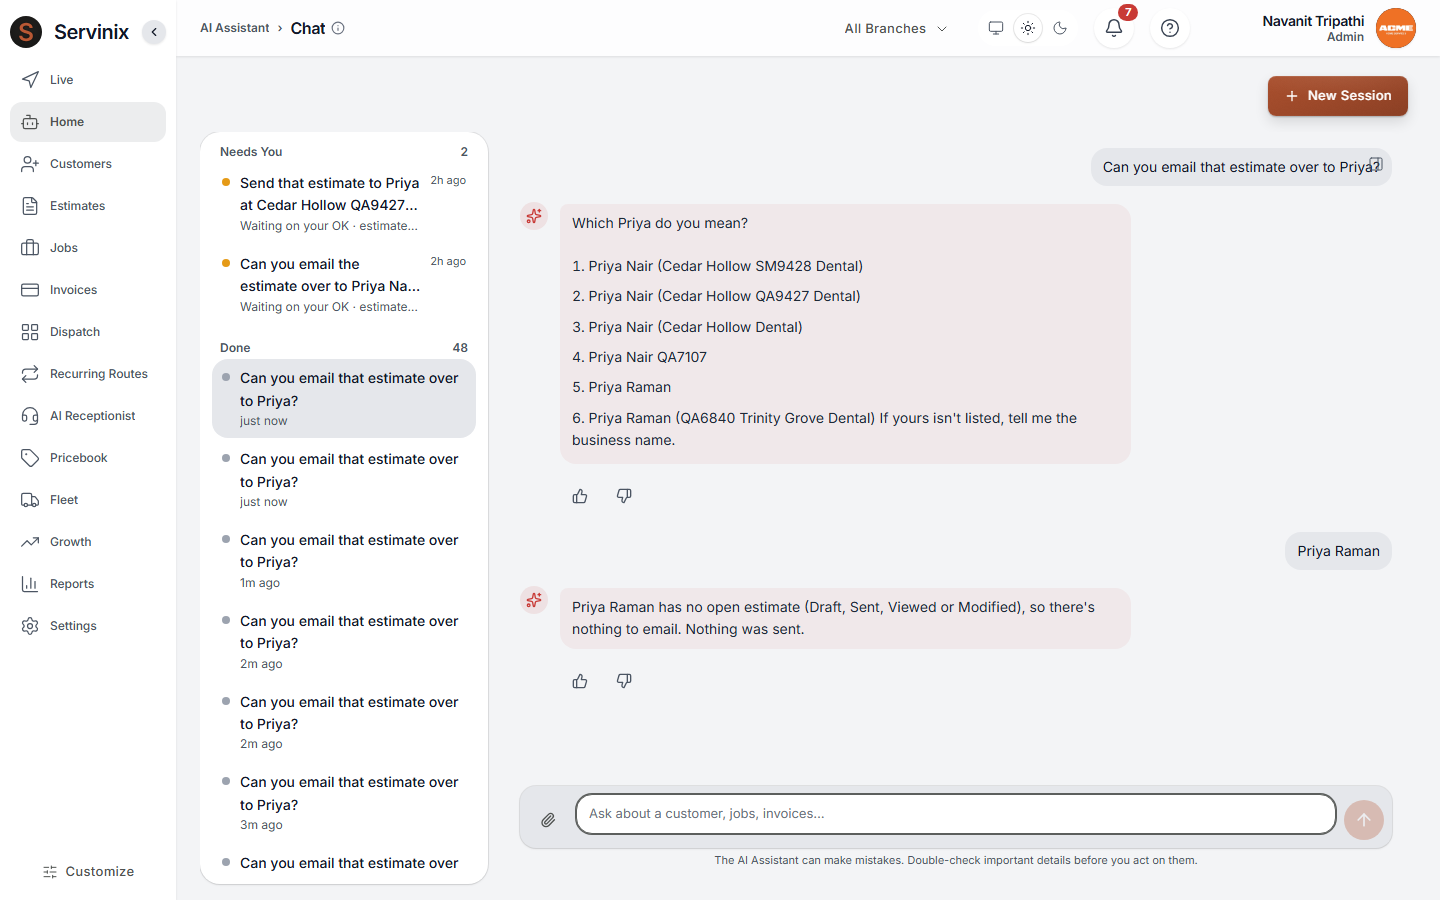 Servinix
AI Assistant › Chat
All Branches
7
Navanit Tripathi
Admin
ACME
Live
Home
Customers
Estimates
Jobs
Invoices
Dispatch
Recurring Routes
AI Receptionist
Pricebook
Fleet
Growth
Reports
Settings
Customize
New Session
Needs You 2
Send that estimate to Priya 2h ago
at Cedar Hollow QA9427...
Waiting on your OK · estimate...
Can you email the 2h ago
estimate over to Priya Na...
Waiting on your OK · estimate...
Done 48
Can you email that estimate over
to Priya?
just now
Can you email that estimate over
to Priya?
just now
Can you email that estimate over
to Priya?
1m ago
Can you email that estimate over
to Priya?
2m ago
Can you email that estimate over
to Priya?
2m ago
Can you email that estimate over
to Priya?
3m ago
Can you email that estimate over
Can you email that estimate over to Priya?
Which Priya do you mean?
1. Priya Nair (Cedar Hollow SM9428 Dental)
2. Priya Nair (Cedar Hollow QA9427 Dental)
3. Priya Nair (Cedar Hollow Dental)
4. Priya Nair QA7107
5. Priya Raman
6. Priya Raman (QA6840 Trinity Grove Dental) If yours isn't listed, tell me the
business name.
Priya Raman
Priya Raman has no open estimate (Draft, Sent, Viewed or Modified), so there's
nothing to email. Nothing was sent.
Ask about a customer, jobs, invoices...
The AI Assistant can make mistakes. Double-check important details before you act on them.